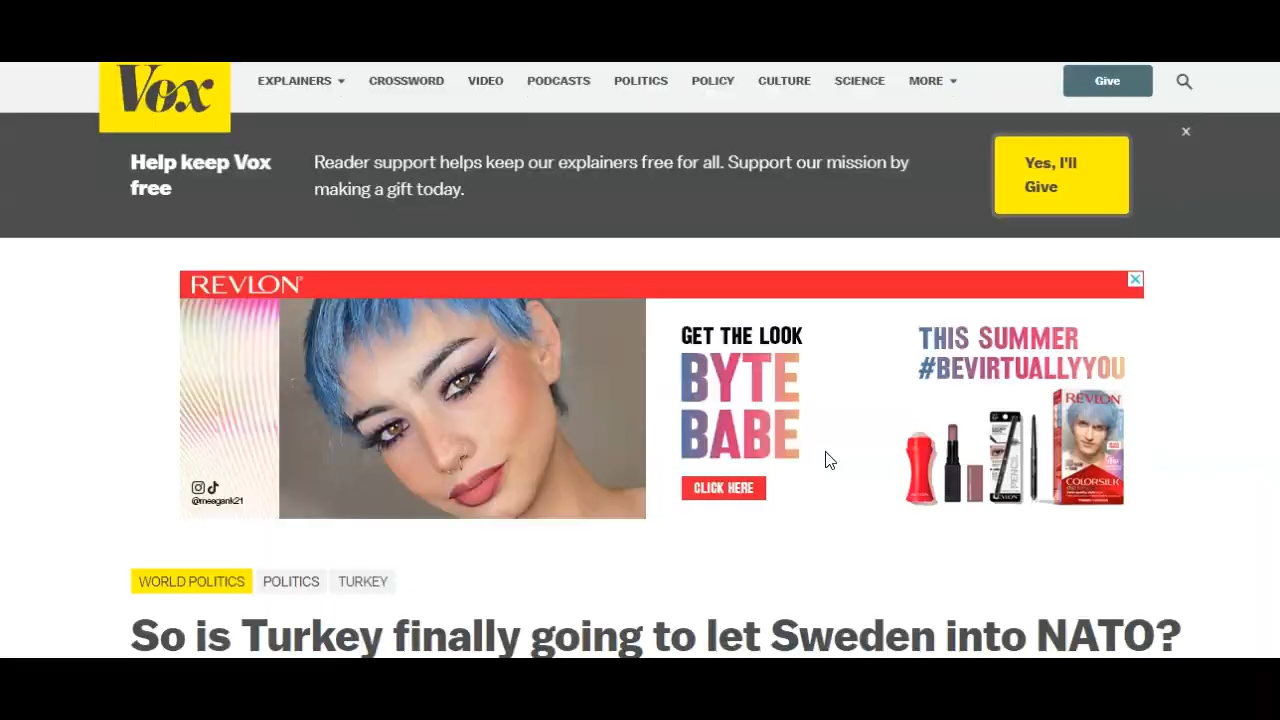 Vox
EXPLAINERS CROSSWORD VIDEO PODCASTS POLITICS POLICY CULTURE SCIENCE MORE Give
Help keep Vox
free
Reader support helps keep our explainers free for all. Support our mission by
making a gift today.
Yes, I'll
Give
REVLON
GET THE LOOK
BYTE
BABE
CLICK HERE
THIS SUMMER
#BEVIRTUALLYYOU
@meagank21
REVLON
COLORSILK
PENCIL
WORLD POLITICS POLITICS TURKEY
So is Turkey finally going to let Sweden into NATO?